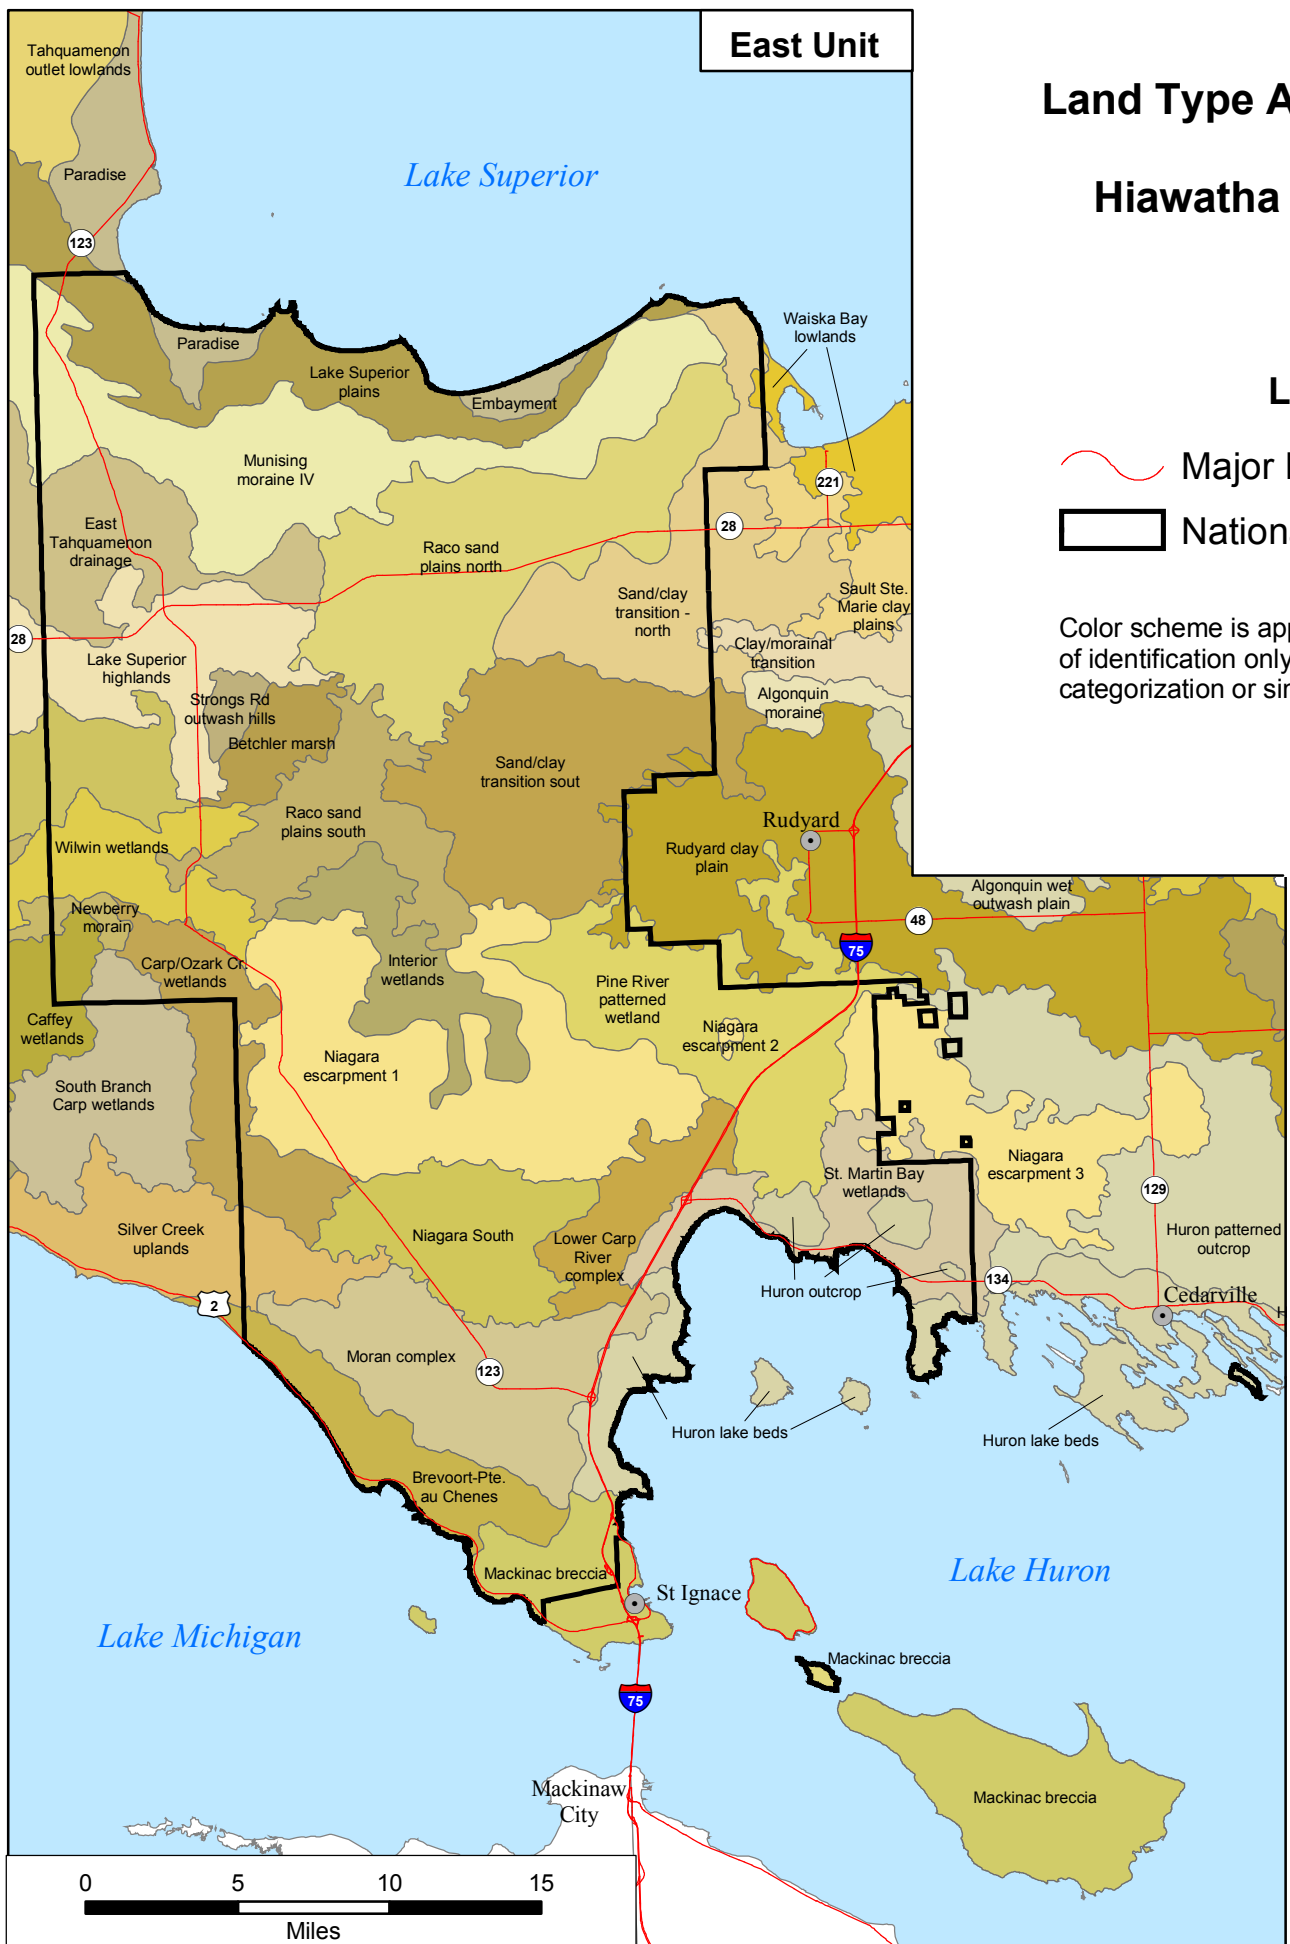 East Unit
Land Type A
Hiawatha
L
Major
National
Color scheme is app
of identification only
categorization or sin
Tahquamenon
outlet lowlands
Paradise
123
Lake Superior
Paradise
Lake Superior
plains
Embayment
Waiska Bay
lowlands
Munising
moraine IV
221
28
East
Tahquamenon
drainage
Raco sand
plains north
Sand/clay
transition -
north
Sault Ste.
Marie clay
plains
28
Clay/morainal
transition
Lake Superior
highlands
Algonquin
moraine
Strongs Rd
outwash hills
Betchler marsh
Sand/clay
transition sout
Raco sand
plains south
Rudyard
Wilwin wetlands
Rudyard clay
plain
Algonquin wet
outwash plain
Newberry
morain
48
75
Carp/Ozark Cr.
wetlands
Interior
wetlands
Pine River
patterned
wetland
Caffey
wetlands
Niagara
escarpment 2
Niagara
escarpment 1
South Branch
Carp wetlands
Niagara
escarpment 3
St. Martin Bay
wetlands
129
Silver Creek
uplands
Niagara South
Lower Carp
River
complex
Huron patterned
outcrop
134
Huron outcrop
Cedarville
H
2
Moran complex
123
Huron lake beds
Huron lake beds
Brevoort-Pte.
au Chenes
Mackinac breccia
Lake Huron
St Ignace
Lake Michigan
Mackinac breccia
75
Mackinaw
City
Mackinac breccia
0 5 10 15
Miles